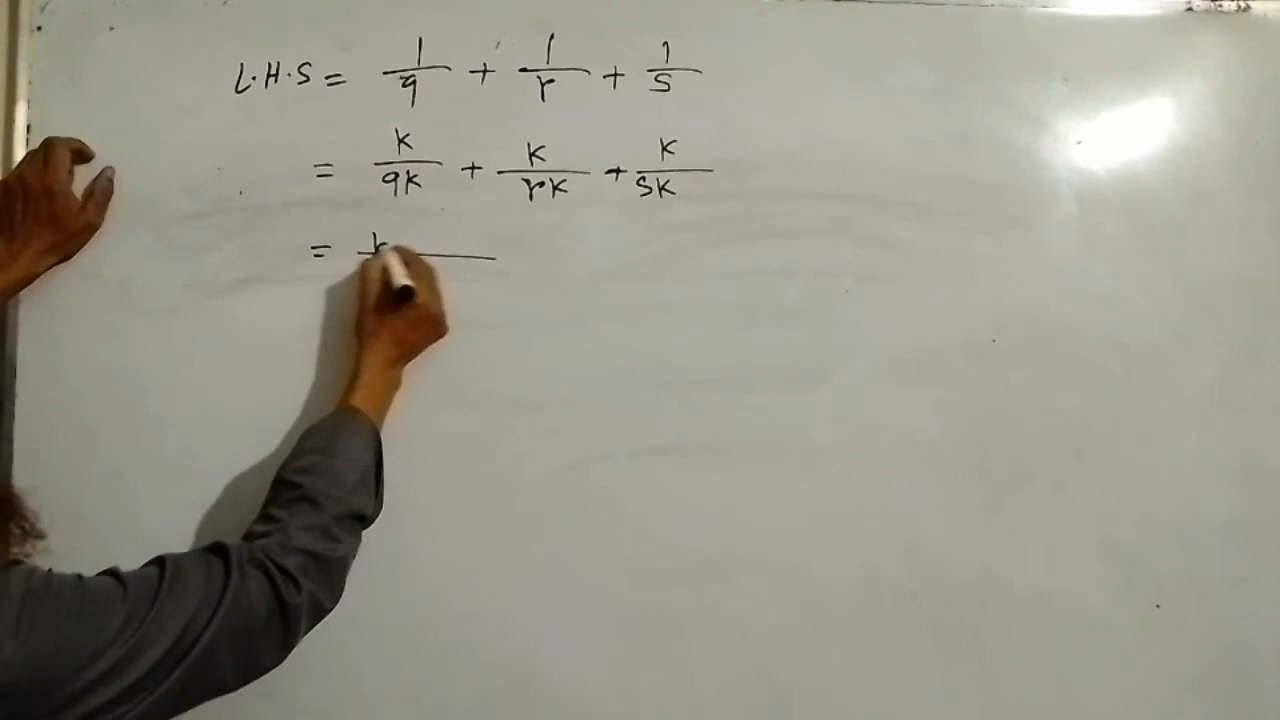 L.H.S = 1/q + 1/r + 1/s
= k/qk + k/rk + k/sk
= k